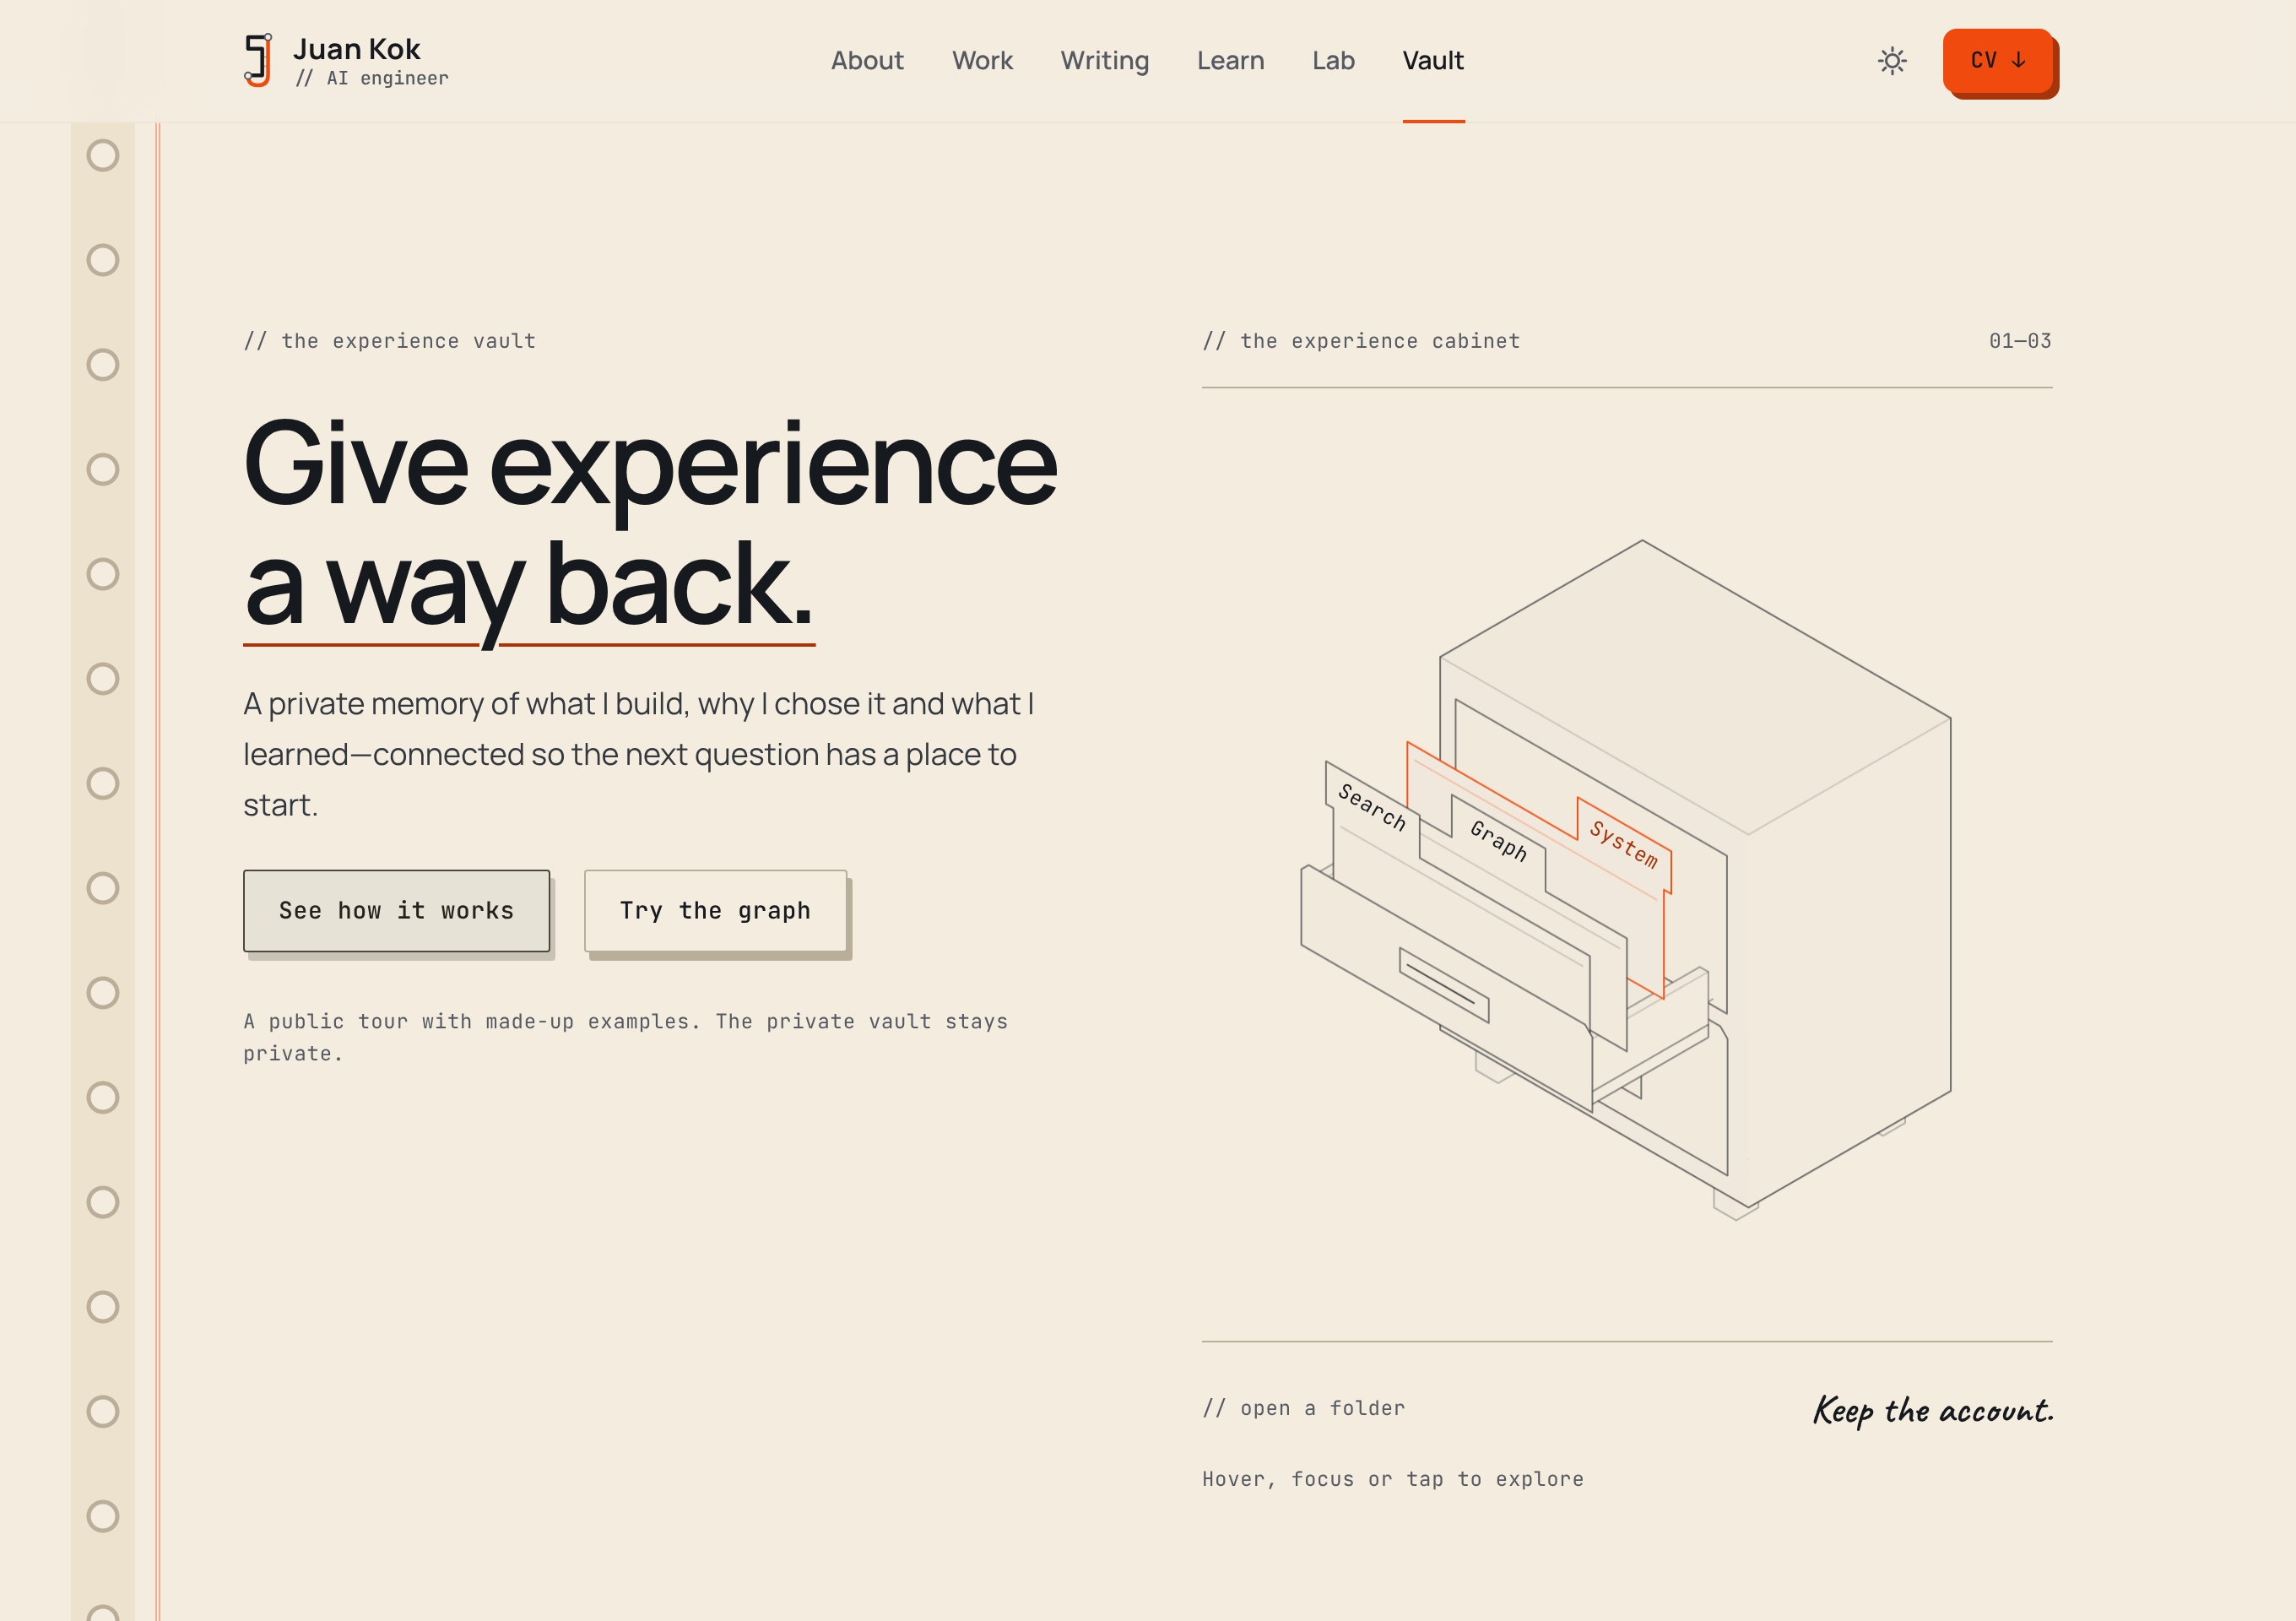 Juan Kok
// AI engineer
About
Work
Writing
Learn
Lab
Vault
CV ↓
// the experience vault
Give experience
a way back.
A private memory of what I build, why I chose it and what I
learned—connected so the next question has a place to
start.
See how it works
Try the graph
A public tour with made-up examples. The private vault stays
private.
// the experience cabinet
01—03
Search
Graph
System
// open a folder
Keep the account.
Hover, focus or tap to explore